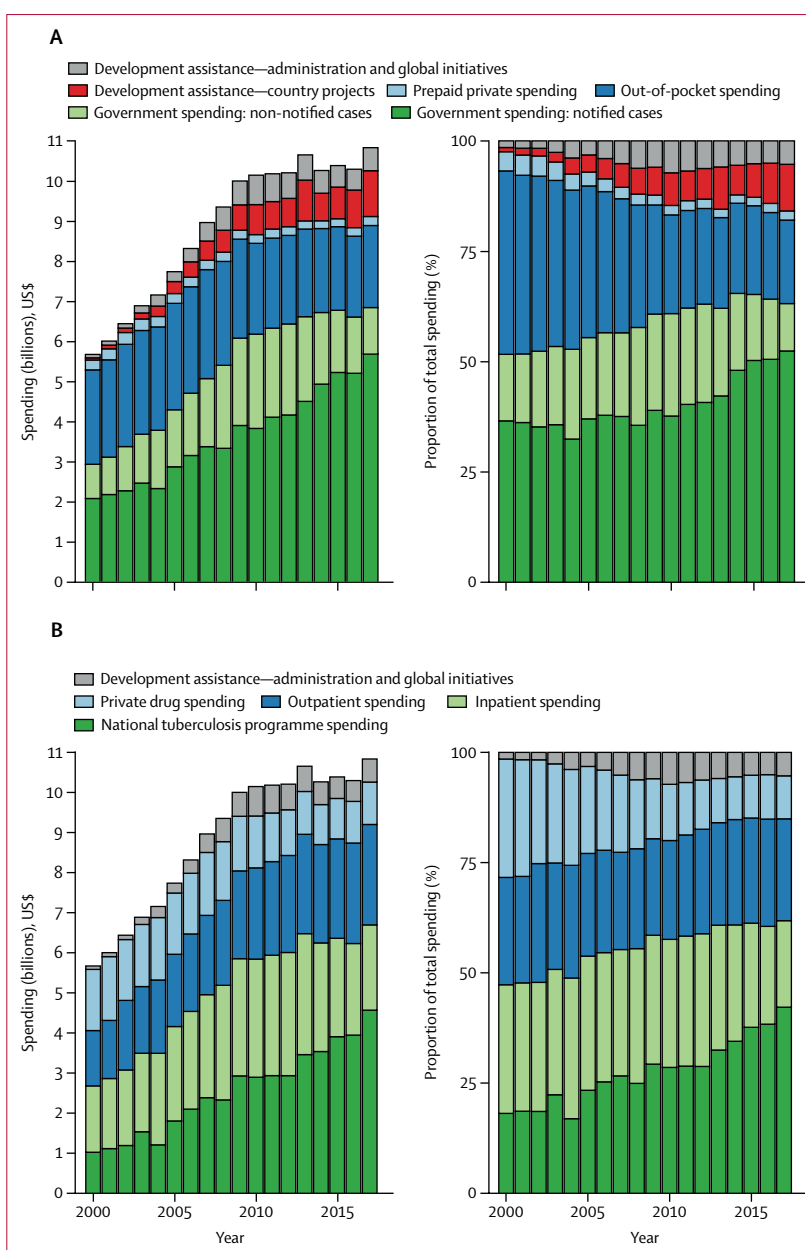 A
Development assistance—administration and global initiatives
Development assistance—country projects Prepaid private spending Out-of-pocket spending
Government spending: non-notified cases Government spending: notified cases
Spending (billions), US$
11
10
9
8
7
6
5
4
3
2
1
0
Proportion of total spending (%)
100
75
50
25
0
B
Development assistance—administration and global initiatives
Private drug spending Outpatient spending Inpatient spending
National tuberculosis programme spending
Spending (billions), US$
11
10
9
8
7
6
5
4
3
2
1
0
2000 2005 2010 2015
Year
Proportion of total spending (%)
100
75
50
25
0
2000 2005 2010 2015
Year